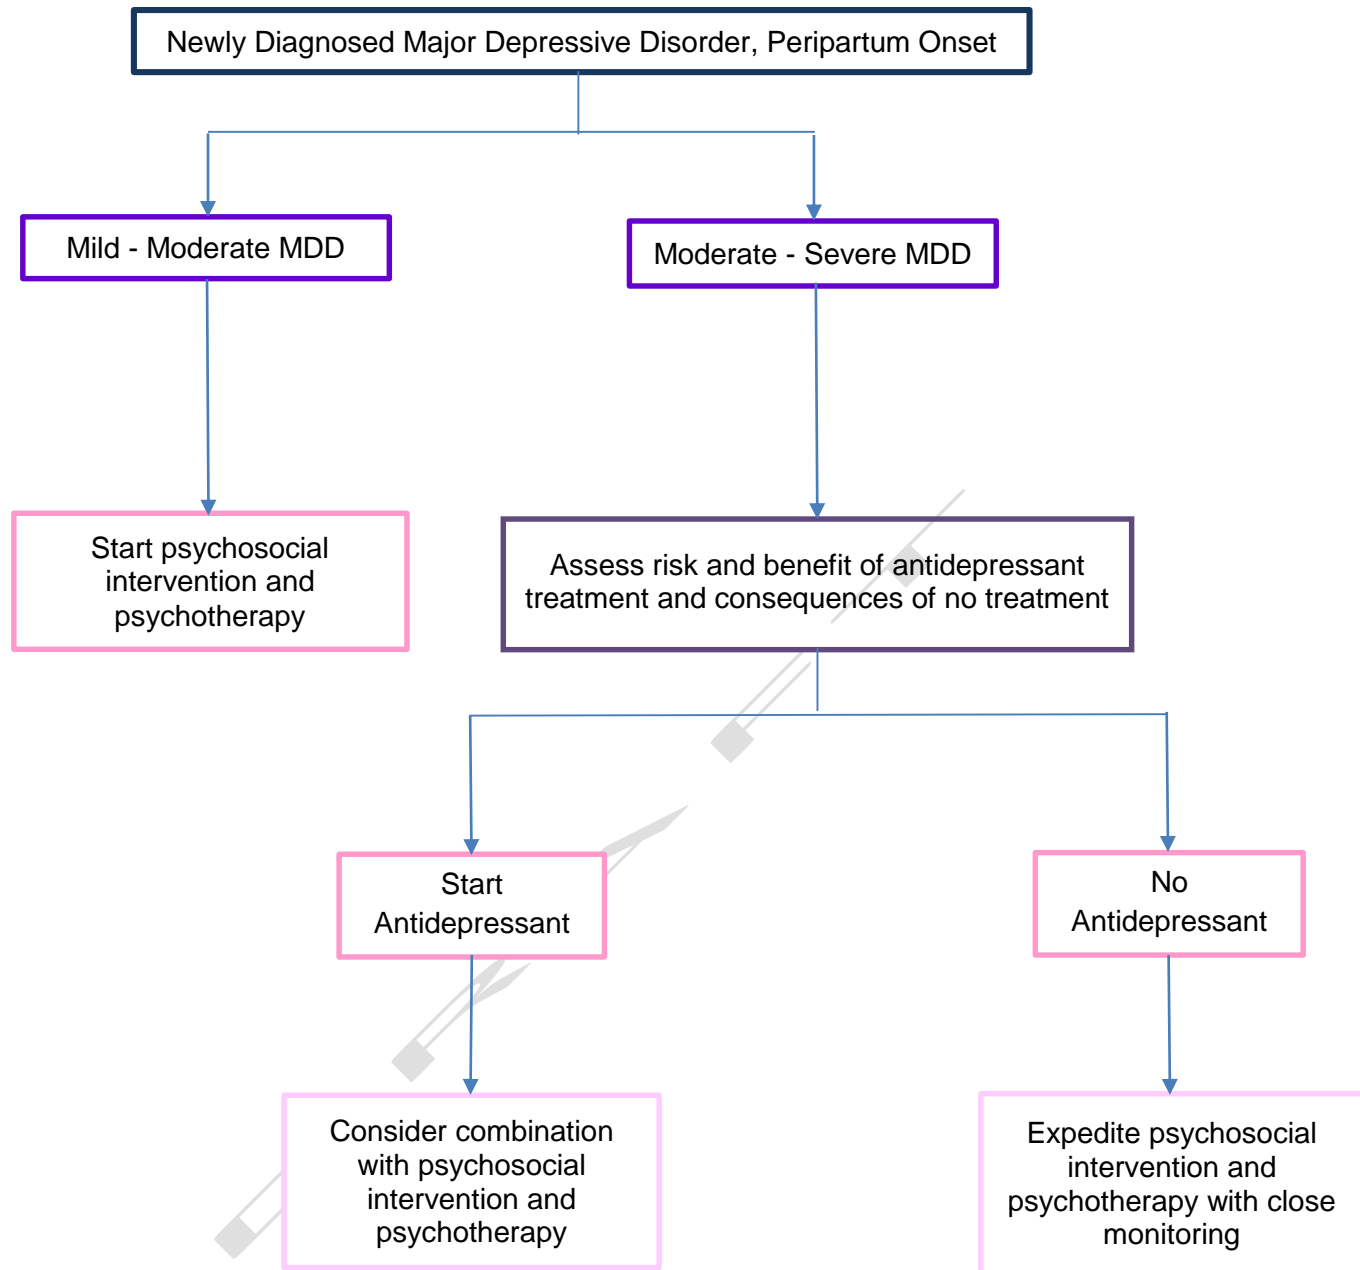 Newly Diagnosed Major Depressive Disorder, Peripartum Onset
Mild - Moderate MDD
Moderate - Severe MDD
Start psychosocial
intervention and
psychotherapy
Assess risk and benefit of antidepressant
treatment and consequences of no treatment
Start
Antidepressant
No
Antidepressant
Consider combination
with psychosocial
intervention and
psychotherapy
Expedite psychosocial
intervention and
psychotherapy with close
monitoring